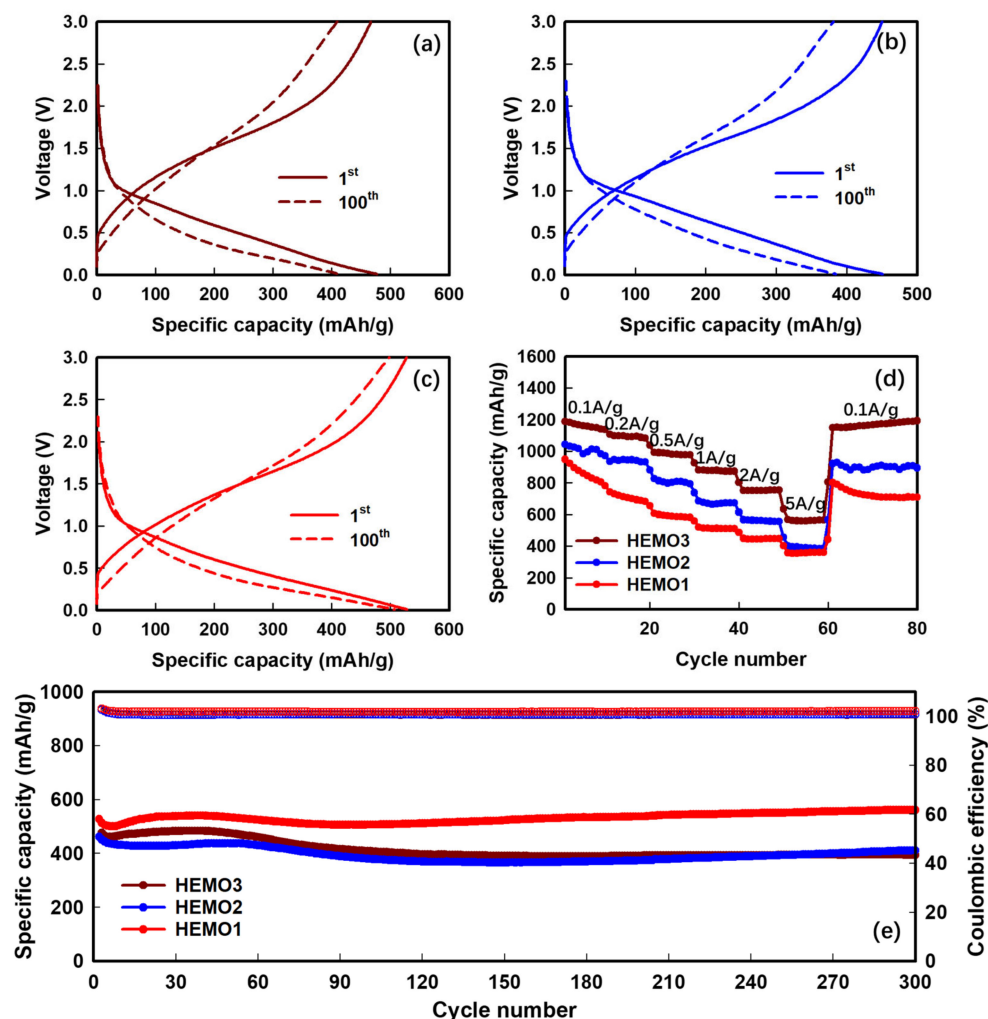 (a)
Voltage (V)
3.0
2.5
2.0
1.5
1.0
0.5
0.0
1st
100th
0 100 200 300 400 500 600
Specific capacity (mAh/g)
(b)
Voltage (V)
3.0
2.5
2.0
1.5
1.0
0.5
0.0
1st
100th
0 100 200 300 400 500
Specific capacity (mAh/g)
(c)
Voltage (V)
3.0
2.5
2.0
1.5
1.0
0.5
0.0
1st
100th
0 100 200 300 400 500 600
Specific capacity (mAh/g)
(d)
Specific capacity (mAh/g)
1600
1400
1200
1000
800
600
400
200
0
0.1A/g
0.2A/g
0.5A/g
1A/g
2A/g
5A/g
0.1A/g
HEMO3
HEMO2
HEMO1
20 40 60 80
Cycle number
Specific capacity (mAh/g)
1000
800
600
400
200
0
HEMO3
HEMO2
HEMO1
(e)
100
80
60
40
20
0
Coulombic efficiency (%)
0 30 60 90 120 150 180 210 240 270 300
Cycle number